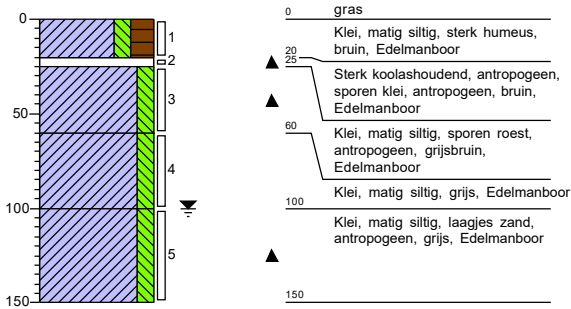 0
50
100
150
1
2
3
4
5
0 gras
Klei, matig siltig, sterk humeus,
bruin, Edelmanboor
20
25
Sterk koolashoudend, antropogeen,
sporen klei, antropogeen, bruin,
Edelmanboor
60
Klei, matig siltig, sporen roest,
antropogeen, grijsbruin,
Edelmanboor
Klei, matig siltig, grijs, Edelmanboor
100
Klei, matig siltig, laagjes zand,
antropogeen, grijs, Edelmanboor
150